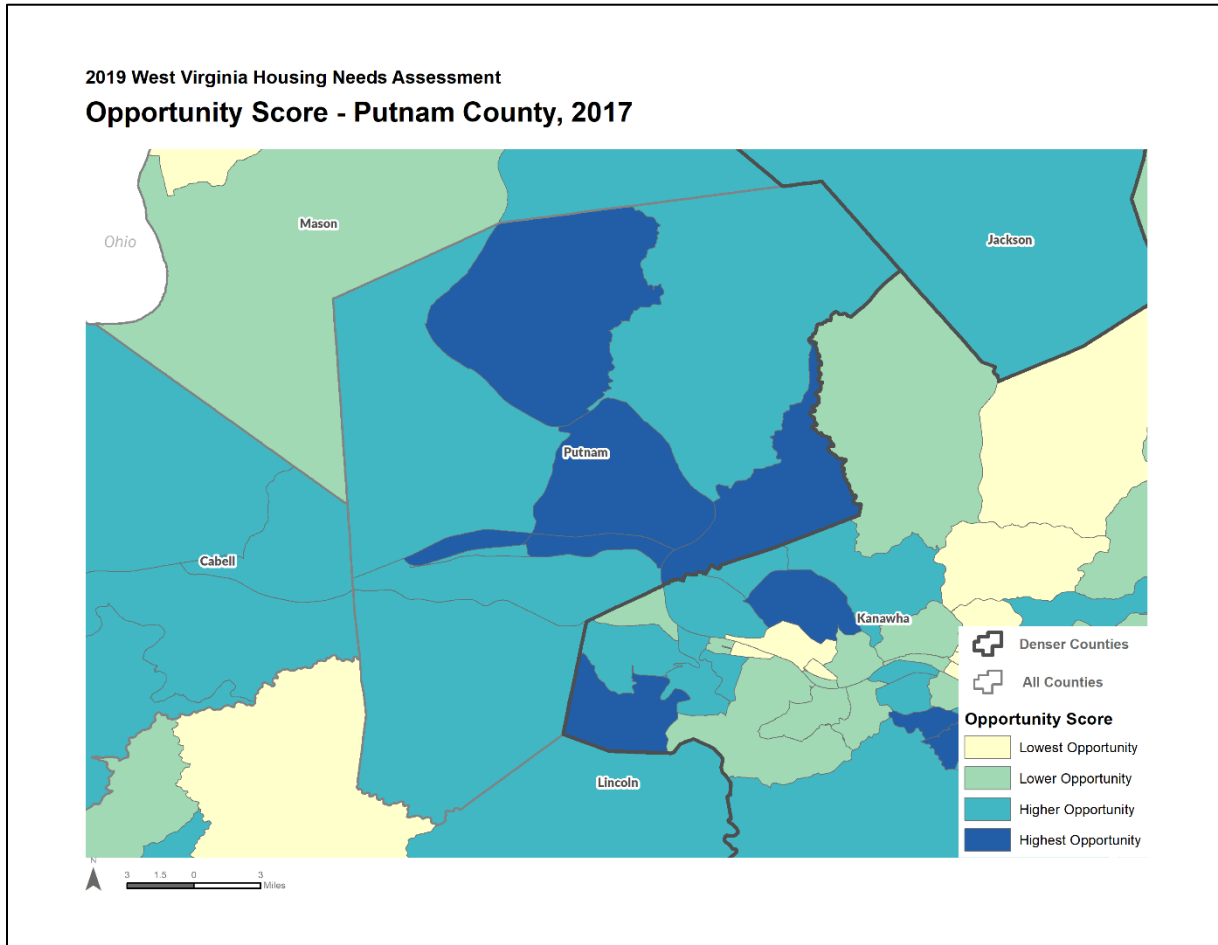 2019 West Virginia Housing Needs Assessment
Opportunity Score - Putnam County, 2017
Mason
Ohio
Jackson
Putnam
Cabell
Kanawha
Lincoln
Denser Counties
All Counties
Opportunity Score
Lowest Opportunity
Lower Opportunity
Higher Opportunity
Highest Opportunity
N
3 1.5 0 3
Miles